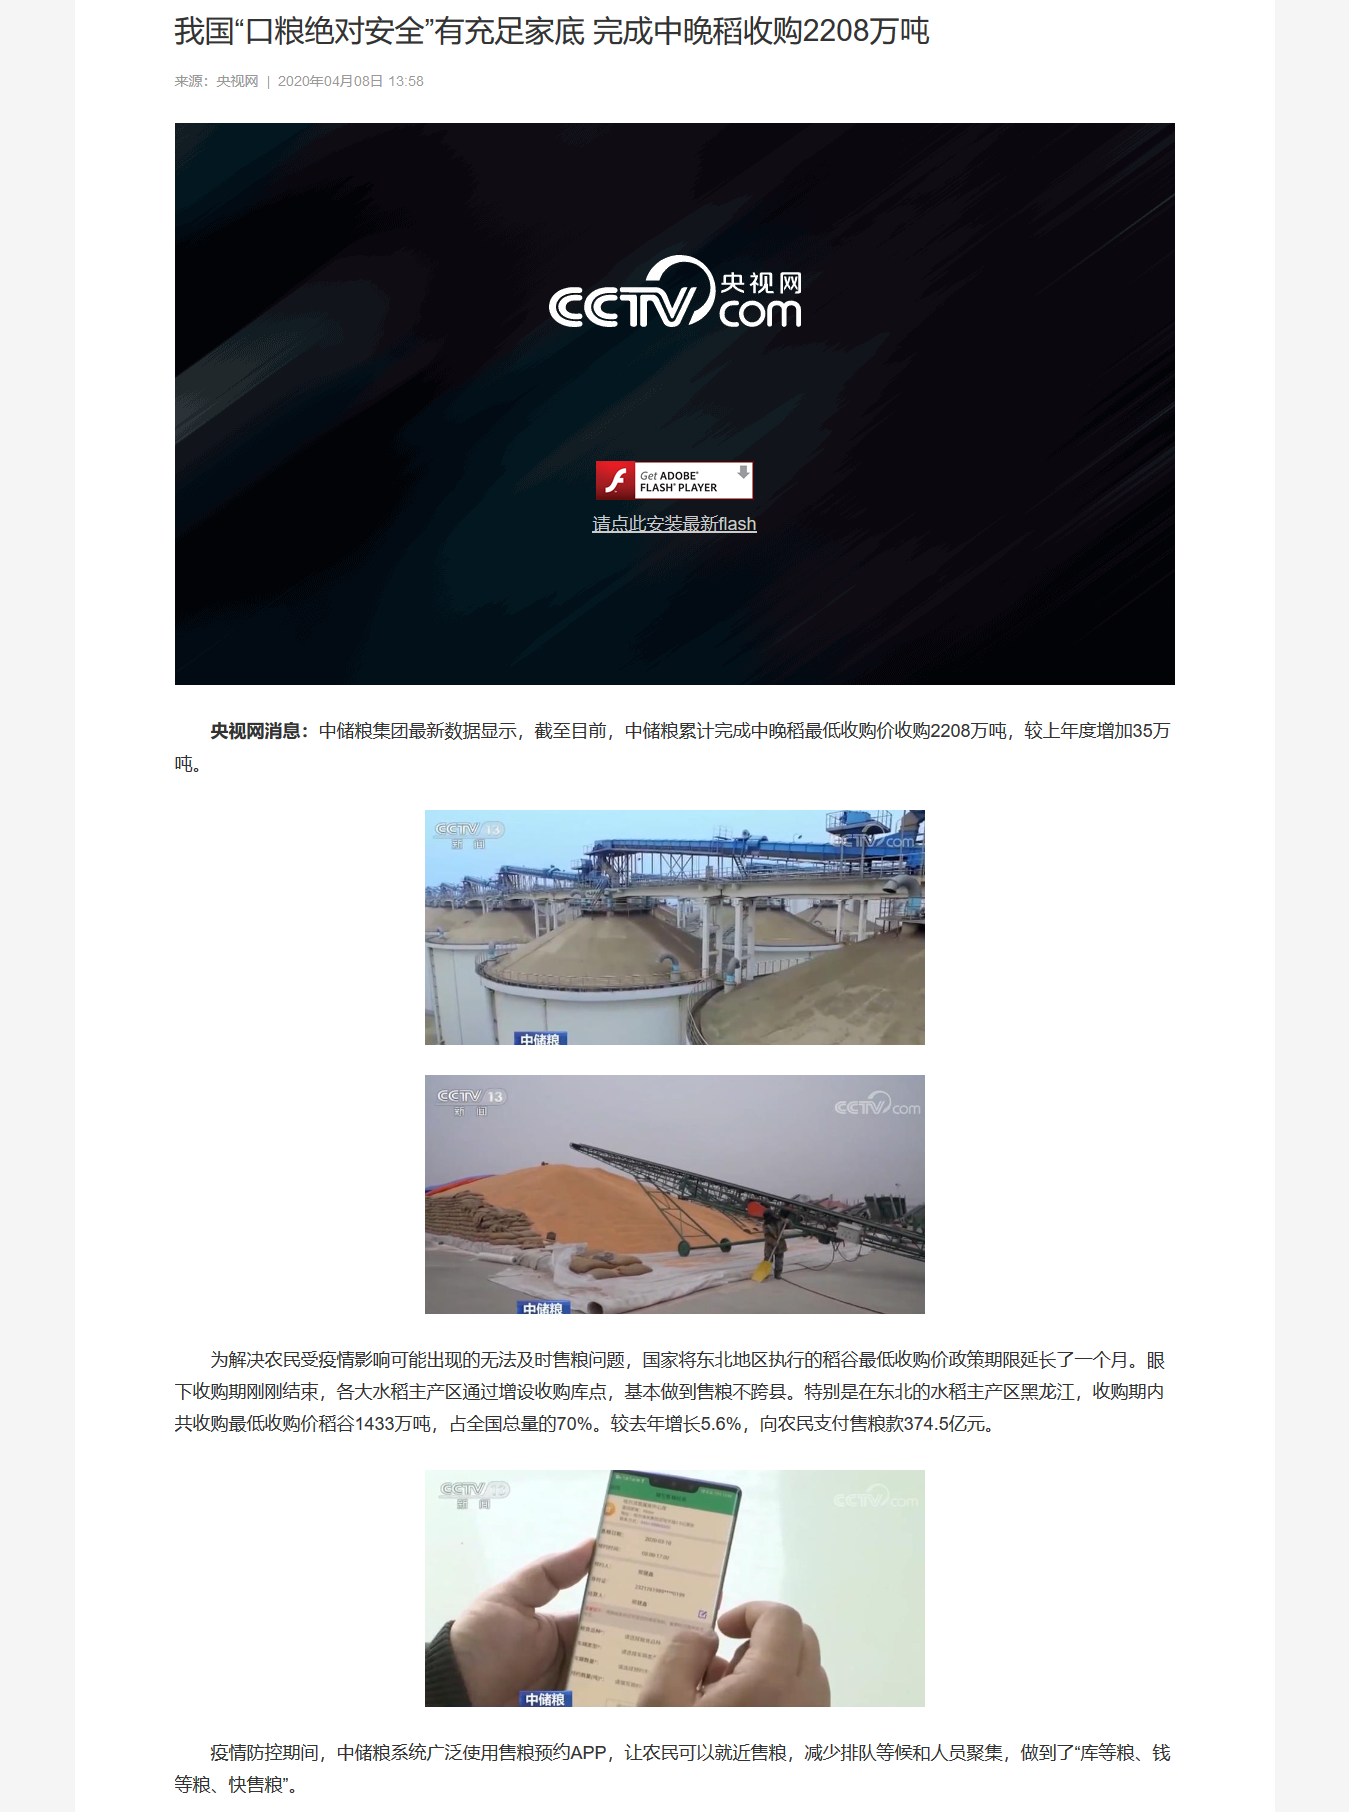 我国“口粮绝对安全”有充足家底 完成中晚稻收购2208万吨
来源：央视网 | 2020年04月08日 13:58
央视网
CCTV com
Get ADOBE®
FLASH® PLAYER
请点此安装最新flash
央视网消息：中储粮集团最新数据显示，截至目前，中储粮累计完成中晚稻最低收购价收购2208万吨，较上年度增加35万
吨。
CCTV 13
新闻
CCTV com
中储粮
CCTV 13
新闻
CCTV com
中储粮
为解决农民受疫情影响可能出现的无法及时售粮问题，国家将东北地区执行的稻谷最低收购价政策期限延长了一个月。眼
下收购期刚刚结束，各大水稻主产区通过增设收购库点，基本做到售粮不跨县。特别是在东北的水稻主产区黑龙江，收购期内
共收购最低收购价稻谷1433万吨，占全国总量的70%。较去年增长5.6%，向农民支付售粮款374.5亿元。
CCTV 13
新闻
CCTV com
中储粮
疫情防控期间，中储粮系统广泛使用售粮预约APP，让农民可以就近售粮，减少排队等候和人员聚集，做到了“库等粮、钱
等粮、快售粮”。